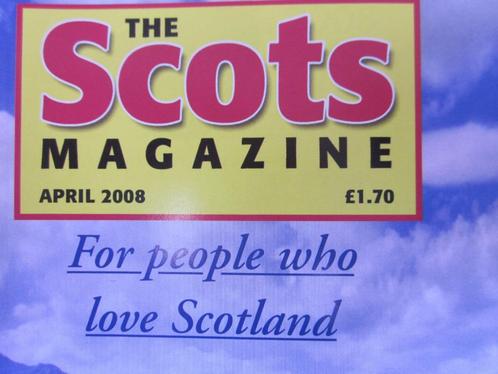 THE
Scots
MAGAZINE
APRIL 2008 £1.70
For people who
love Scotland